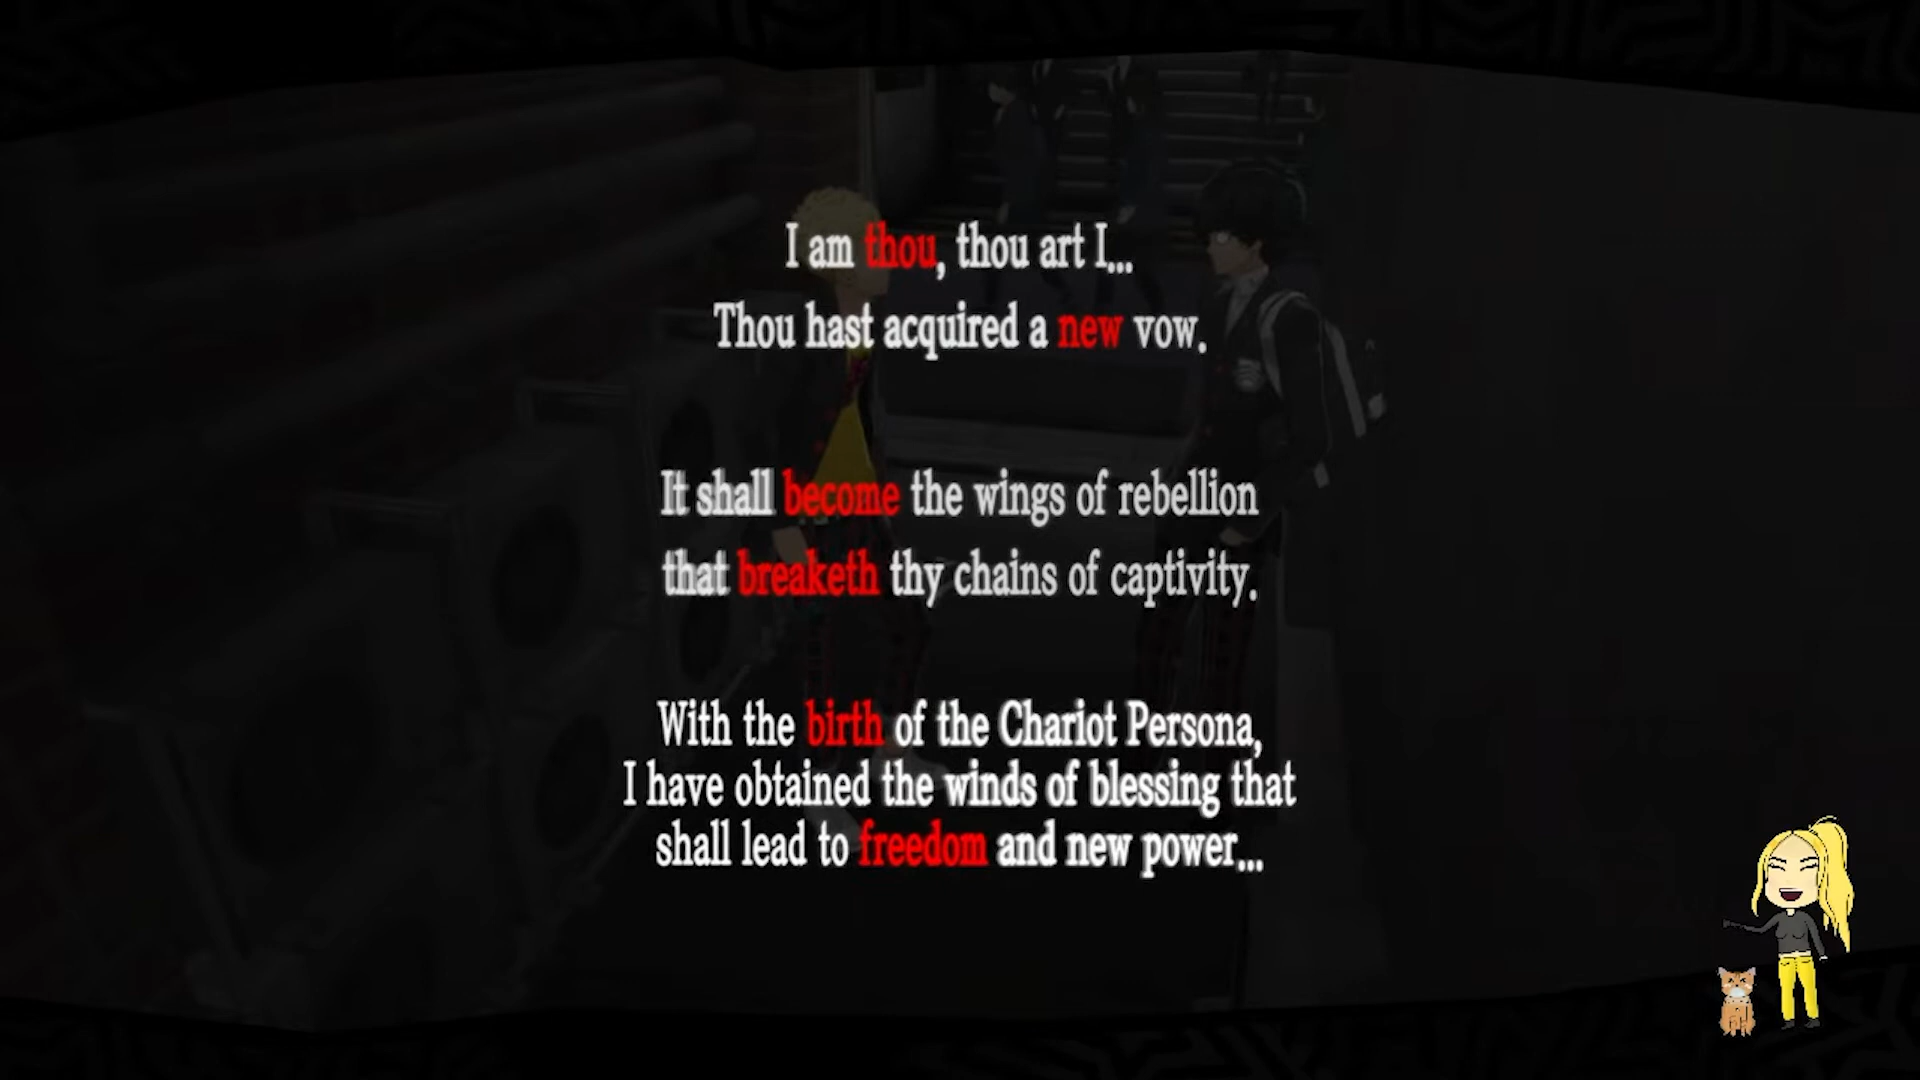 I am thou, thou art I...
Thou hast acquired a new vow.
It shall become the wings of rebellion
that breaketh thy chains of captivity.
With the birth of the Chariot Persona,
I have obtained the winds of blessing that
shall lead to freedom and new power...